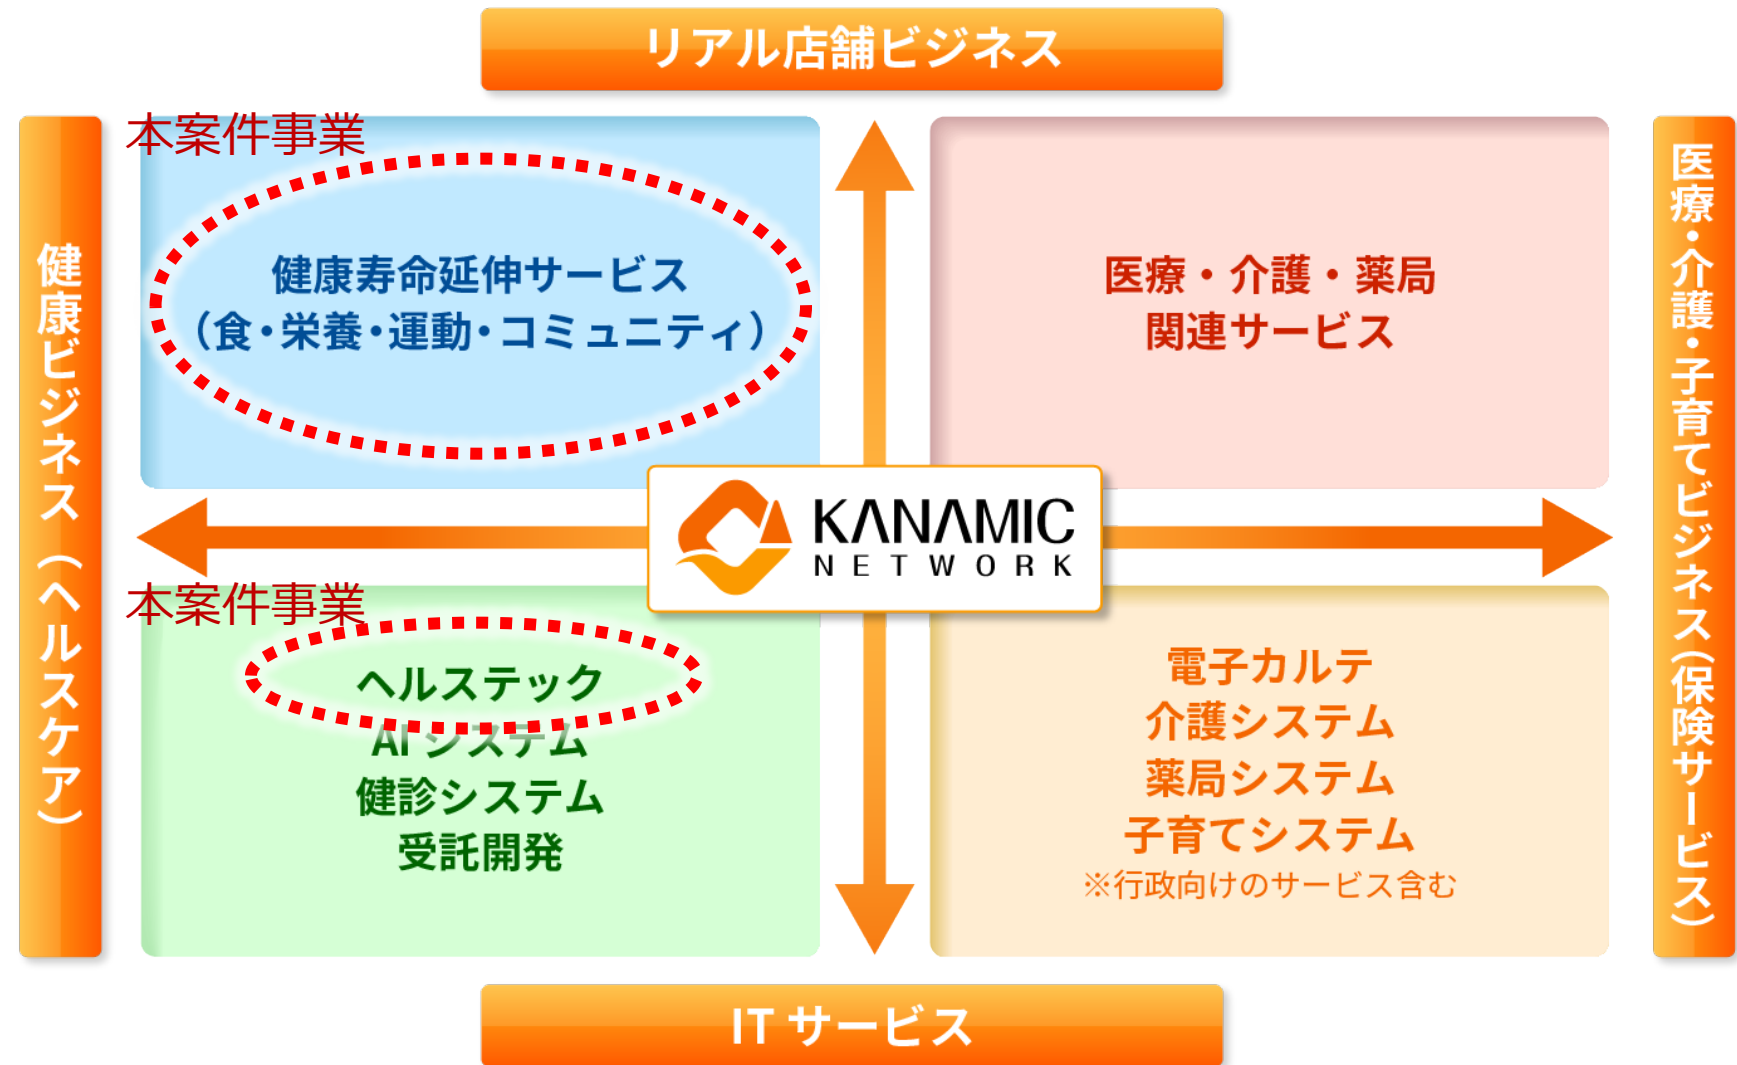 リアル店舗ビジネス
健康ビジネス（ヘルスケア）
本案件事業
健康寿命延伸サービス
（食・栄養・運動・コミュニティ）
医療・介護・薬局
関連サービス
医療・介護・子育てビジネス（保険サービス）
KANAMIC
NETWORK
本案件事業
ヘルステック
AIシステム
健診システム
受託開発
電子カルテ
介護システム
薬局システム
子育てシステム
※行政向けのサービス含む
IT サービス